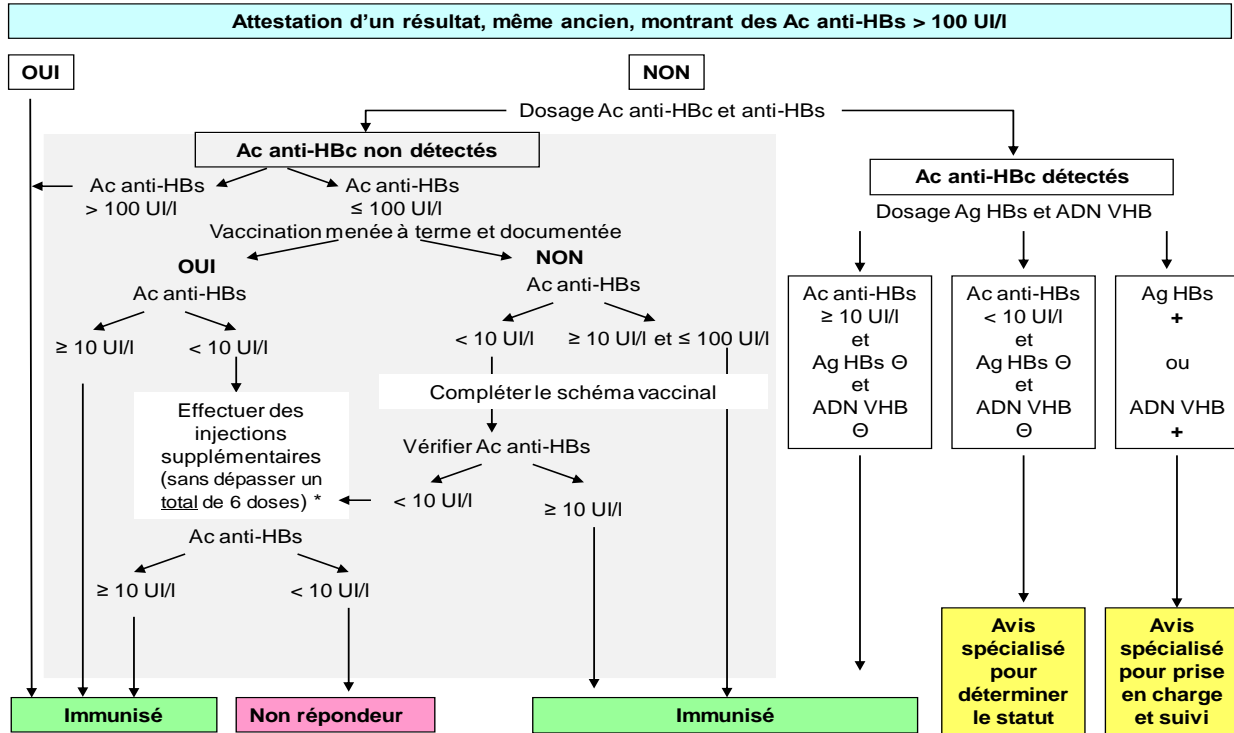 Attestation d'un résultat, même ancien, montrant des Ac anti-HBs > 100 UI/l
OUI
NON
Dosage Ac anti-HBc et anti-HBs
Ac anti-HBc non détectés
Ac anti-HBs
> 100 UI/l
Ac anti-HBs
≤ 100 UI/l
Vaccination menée à terme et documentée
OUI
Ac anti-HBs
≥ 10 UI/l
< 10 UI/l
NON
Ac anti-HBs
< 10 UI/l
≥ 10 UI/l et ≤ 100 UI/l
Effectuer des
injections
supplémentaires
(sans dépasser un
total de 6 doses) *
Compléter le schéma vaccinal
Vérifier Ac anti-HBs
< 10 UI/l
≥ 10 UI/l
Ac anti-HBs
≥ 10 UI/l
< 10 UI/l
Ac anti-HBc détectés
Dosage Ag HBs et ADN VHB
Ac anti-HBs
≥ 10 UI/l
et
Ag HBs Θ
et
ADN VHB
Θ
Ac anti-HBs
< 10 UI/l
et
Ag HBs Θ
et
ADN VHB
Θ
Ag HBs
+
ou
ADN VHB
+
Immunisé
Non répondeur
Immunisé
Avis
spécialisé
pour
déterminer
le statut
Avis
spécialisé
pour prise
en charge
et suivi